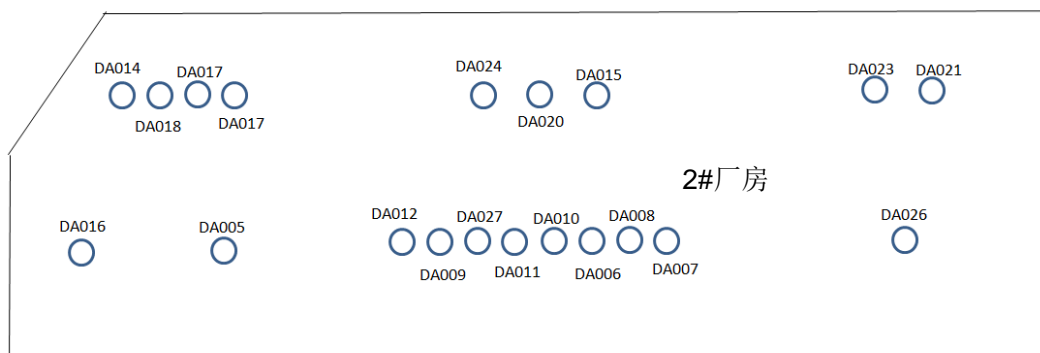 DA014
DA017
DA018
DA017
DA024
DA015
DA020
DA023
DA021
2#厂房
DA016
DA005
DA012
DA027
DA010
DA008
DA026
DA009
DA011
DA006
DA007